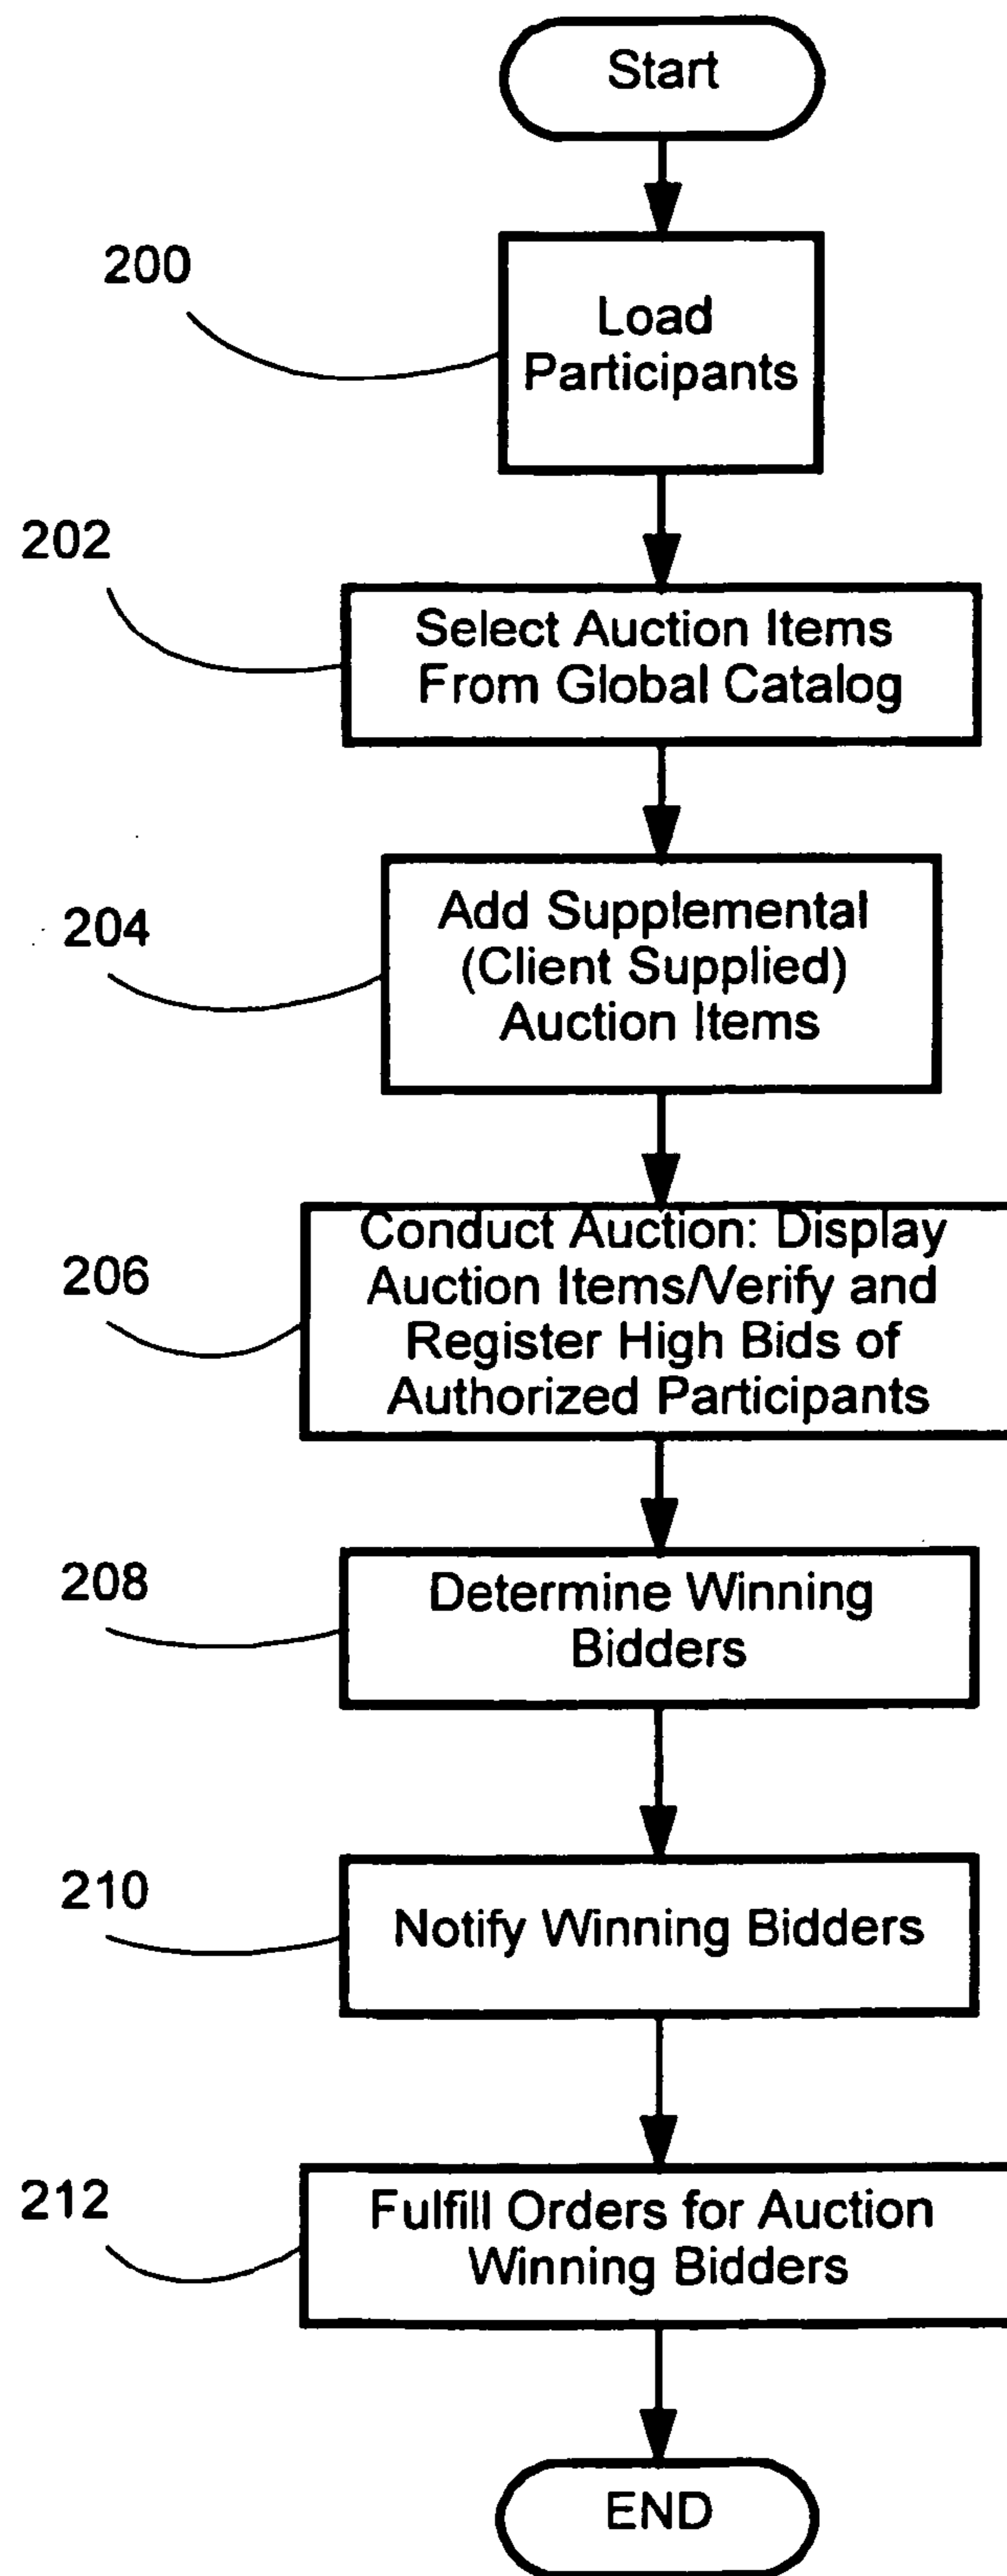 Start
200
Load
Participants
202
Select Auction Items
From Global Catalog
204
Add Supplemental
(Client Supplied)
Auction Items
206
Conduct Auction: Display
Auction Items/Verify and
Register High Bids of
Authorized Participants
208
Determine Winning
Bidders
210
Notify Winning Bidders
212
Fulfill Orders for Auction
Winning Bidders
END